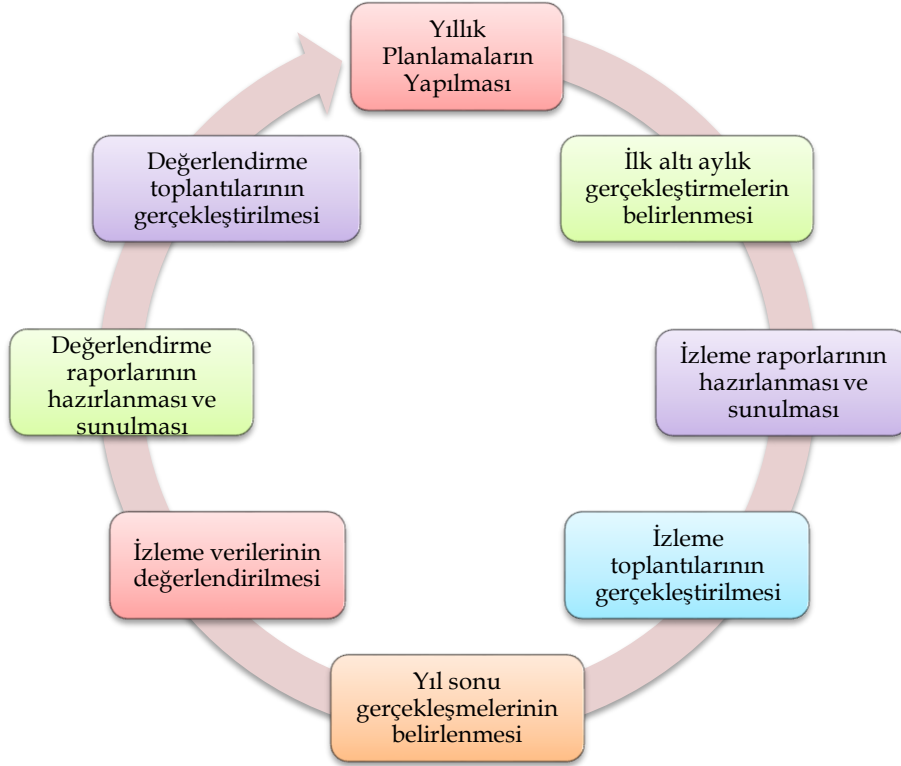 Yıllık
Planlamaların
Yapılması
İlk altı aylık
gerçekleştirmelerin
belirlenmesi
İzleme raporlarının
hazırlanması ve
sunulması
İzleme
toplantılarının
gerçekleştirilmesi
Yıl sonu
gerçekleşmelerinin
belirlenmesi
İzleme verilerinin
değerlendirilmesi
Değerlendirme
raporlarının
hazırlanması ve
sunulması
Değerlendirme
toplantılarının
gerçekleştirilmesi